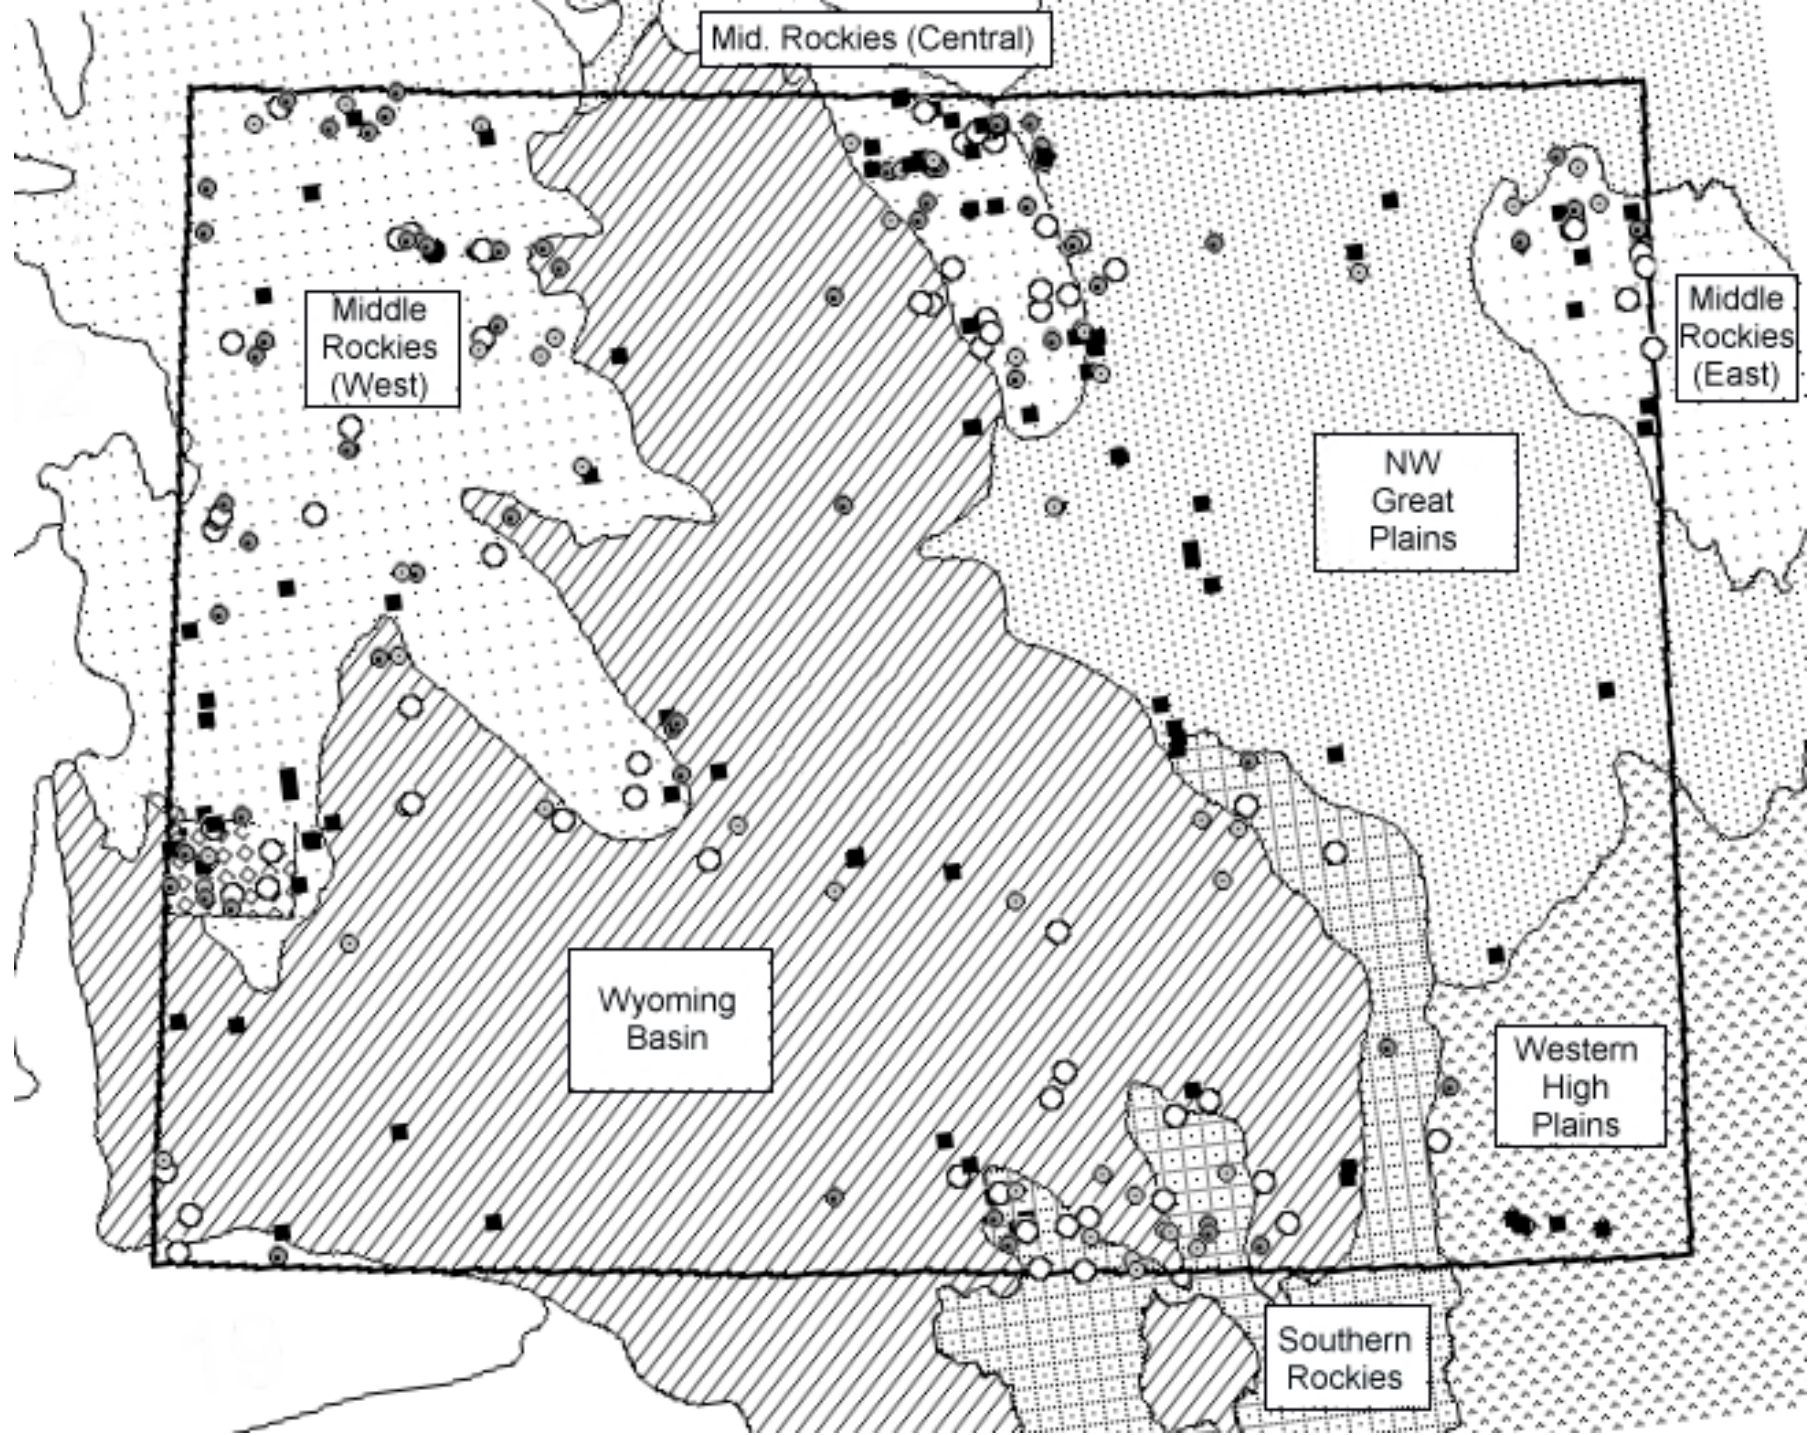 Mid. Rockies (Central)
Middle
Rockies
(West)
Middle
Rockies
(East)
NW
Great
Plains
Wyoming
Basin
Western
High
Plains
Southern
Rockies